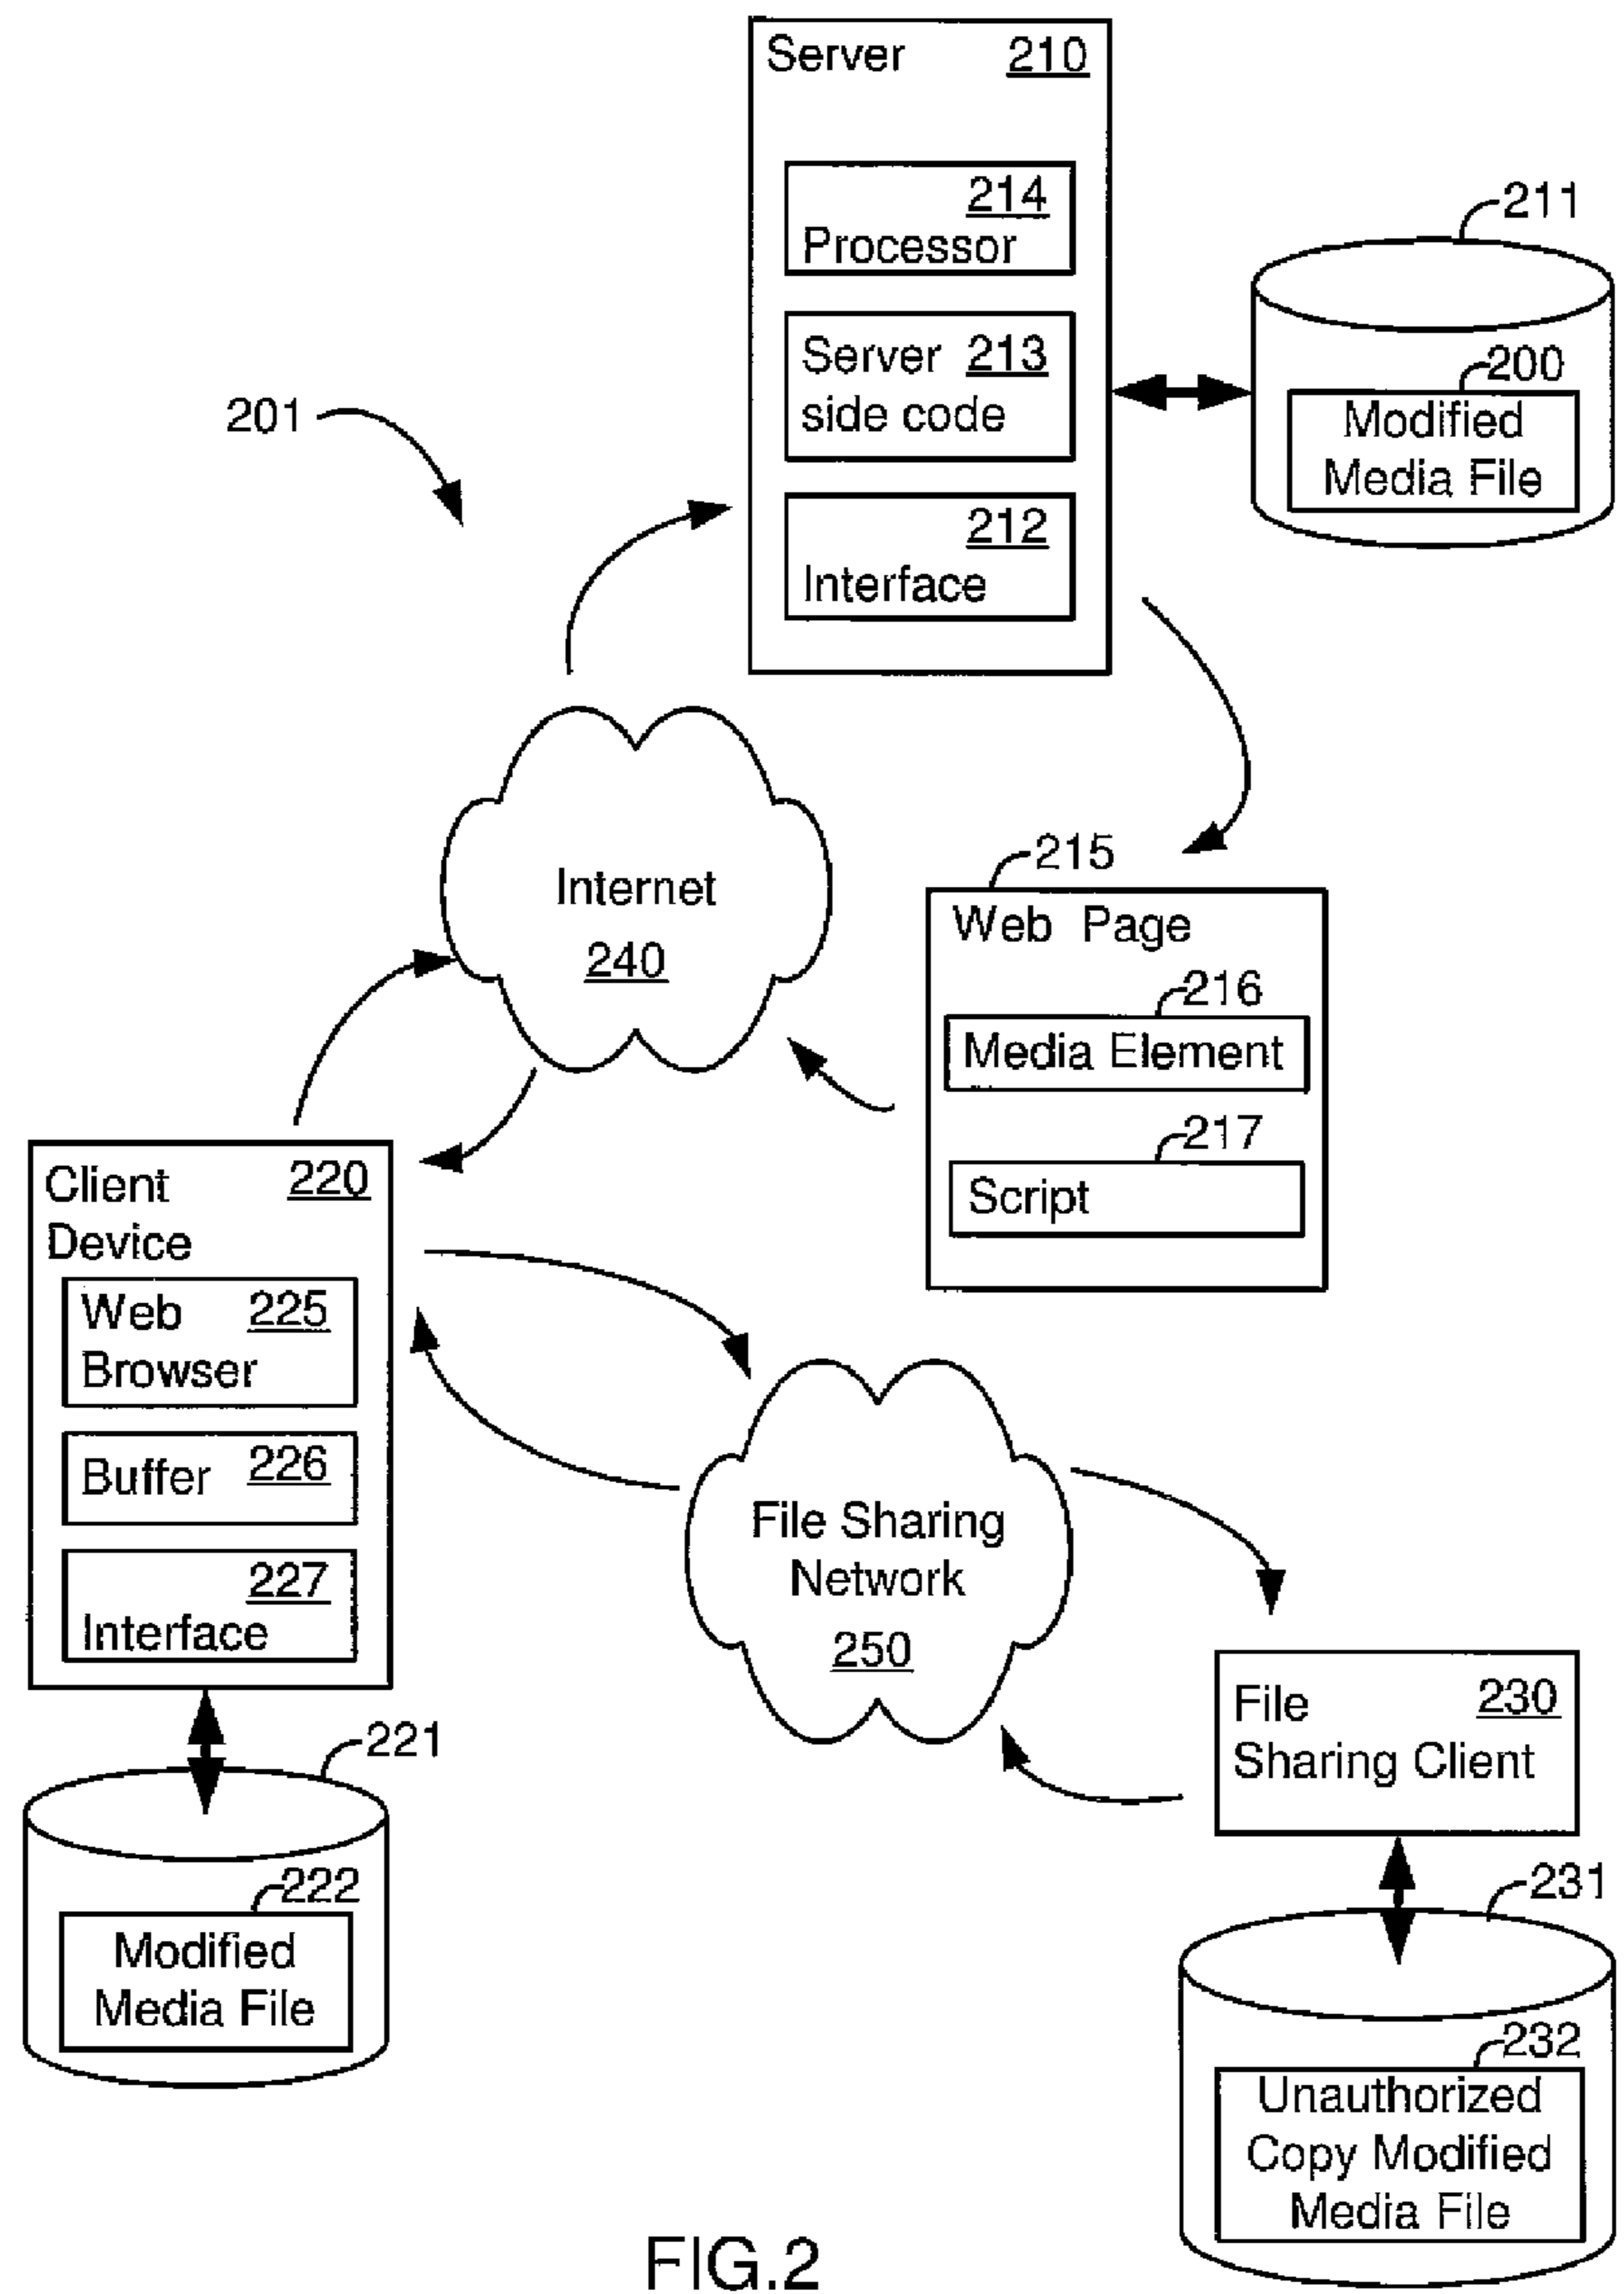 Server 210
214
Processor
211
Server 213
side code
200
Modified
Media File
201
212
Interface
Internet
240
215
Web Page
216
Media Element
217
Script
Client 220
Device
Web 225
Browser
Buffer 226
227
Interface
File Sharing
Network
250
File 230
Sharing Client
221
222
Modified
Media File
231
232
Unauthorized
Copy Modified
Media File
FIG.2